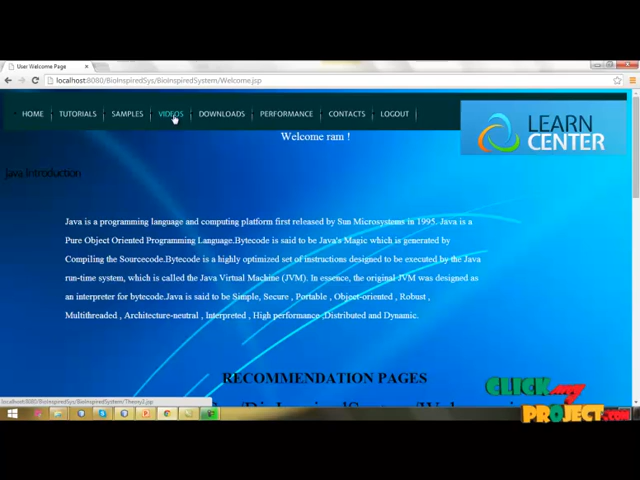 User Welcome Page
localhost:8080/BioInspiredSys/BioInspiredSystem/Welcome.jsp
HOME TUTORIALS SAMPLES VIDEOS DOWNLOADS PERFORMANCE CONTACTS LOGOUT
LEARN
CENTER
Welcome ram !
Java Introduction
Java is a programming language and computing platform first released by Sun Microsystems in 1995. Java is a
Pure Object Oriented Programming Language.Bytecode is said to be Java's Magic which is generated by
Compiling the Sourcecode.Bytecode is a highly optimized set of instructions designed to be executed by the Java
run-time system, which is called the Java Virtual Machine (JVM). In essence, the original JVM was designed as
an interpreter for bytecode.Java is said to be Simple, Secure , Portable , Object-oriented , Robust ,
Multithreaded , Architecture-neutral , Interpreted , High performance ,Distributed and Dynamic.
RECOMMENDATION PAGES
localhost:8080/BioInspiredSys/BioInspiredSystem/Theory2.jsp
CLICK my
PROJECT.COM